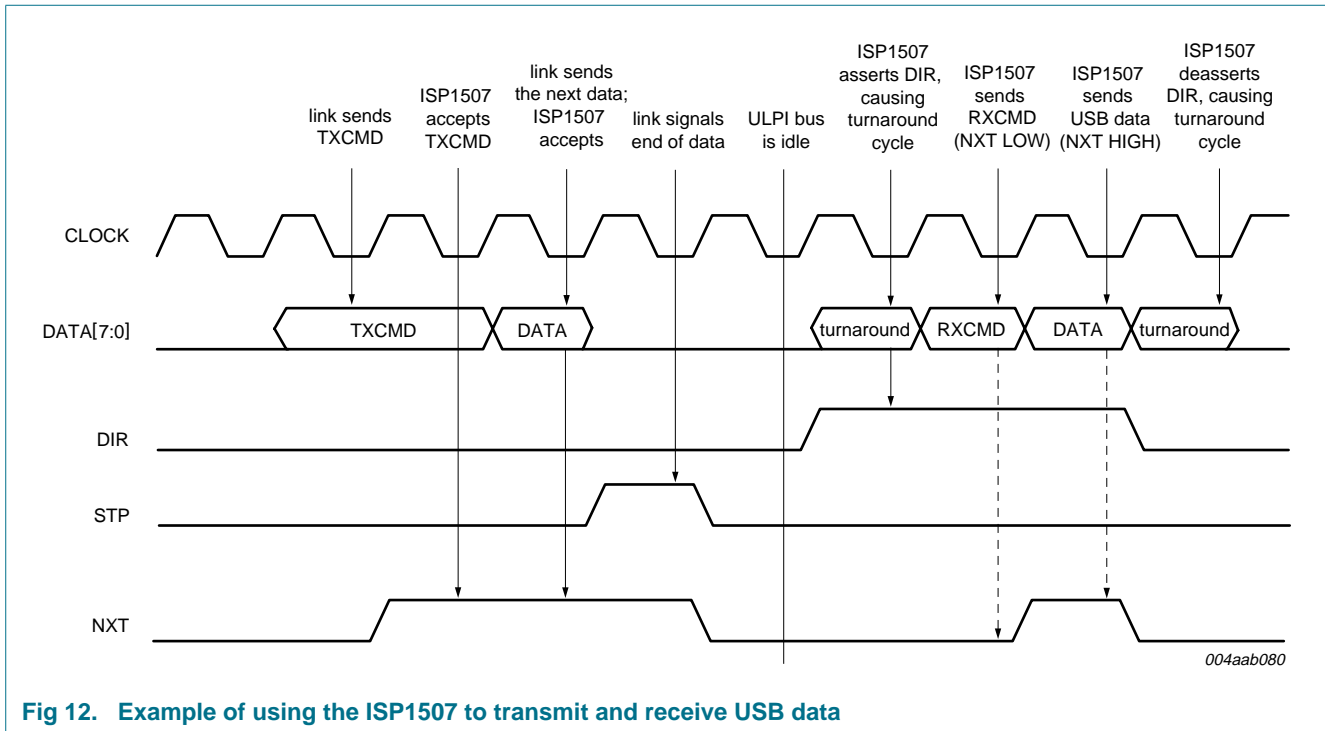 link sends
TXCMD
ISP1507
accepts
TXCMD
link sends
the next data;
ISP1507
accepts
link signals
end of data
ULPI bus
is idle
ISP1507
asserts DIR,
causing
turnaround
cycle
ISP1507
sends
RXCMD
(NXT LOW)
ISP1507
sends
USB data
(NXT HIGH)
ISP1507
deasserts
DIR, causing
turnaround
cycle
CLOCK
DATA[7:0]
TXCMD
DATA
turnaround
RXCMD
DATA
turnaround
DIR
STP
NXT
004aab080
Fig 12. Example of using the ISP1507 to transmit and receive USB data